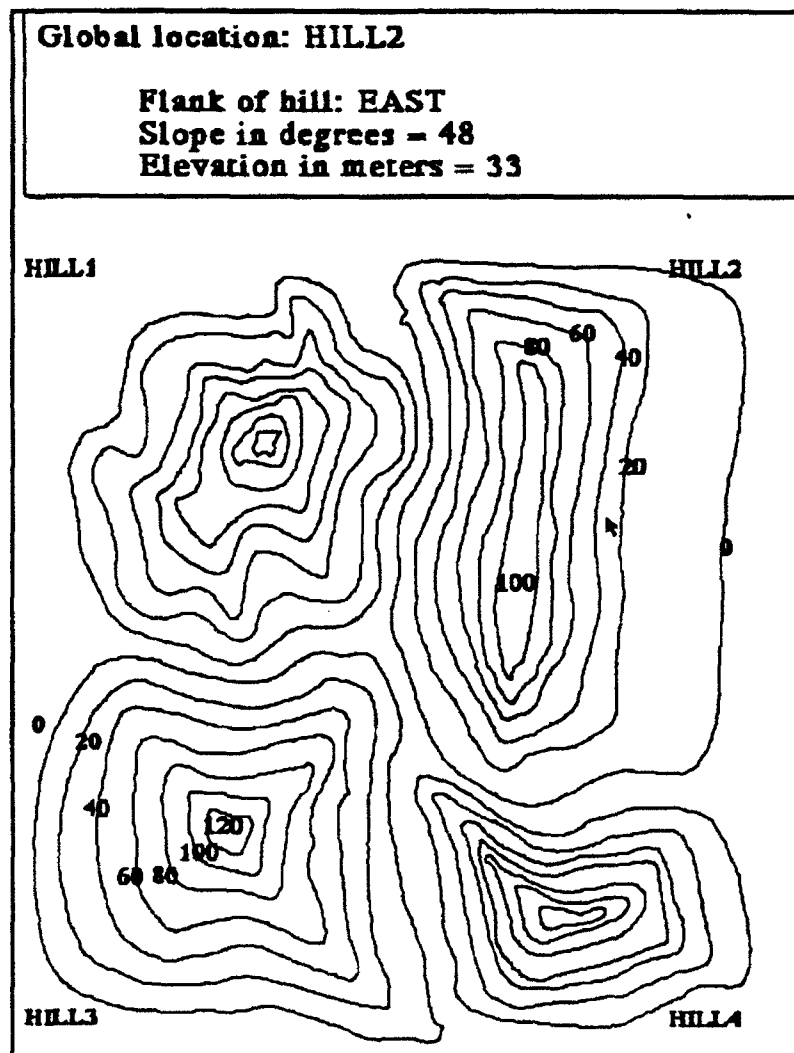 Global location: HILL2
Flank of hill: EAST
Slope in degrees = 48
Elevation in meters = 33
HILL1
HILL2
60
80
40
20
0
100
0
20
40
120
100
60 80
HILL3
HILL4